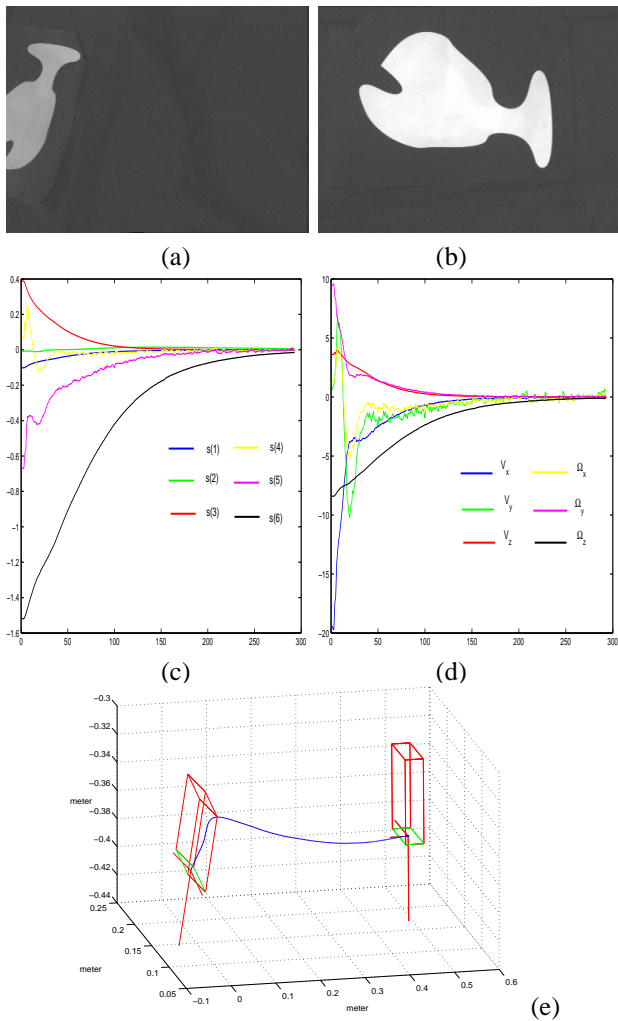 (a) (b)
0.4
0.2
0
−0.2
−0.4
−0.6
−0.8
−1
−1.2
−1.4
−1.6
0 50 100 150 200 250 300
s(1) s(4)
s(2) s(5)
s(3) s(6)
(c)
10
5
0
−5
−10
−15
−20
0 50 100 150 200 250 300
V_x Ω_x
V_y Ω_y
V_z Ω_z
(d)
−0.3
−0.32
−0.34
−0.36
−0.38
−0.4
−0.42
−0.44
meter
0.25
0.2
0.15
0.1
0.05
meter
−0.1 0 0.1 0.2 0.3 0.4 0.5 0.6
meter
(e)